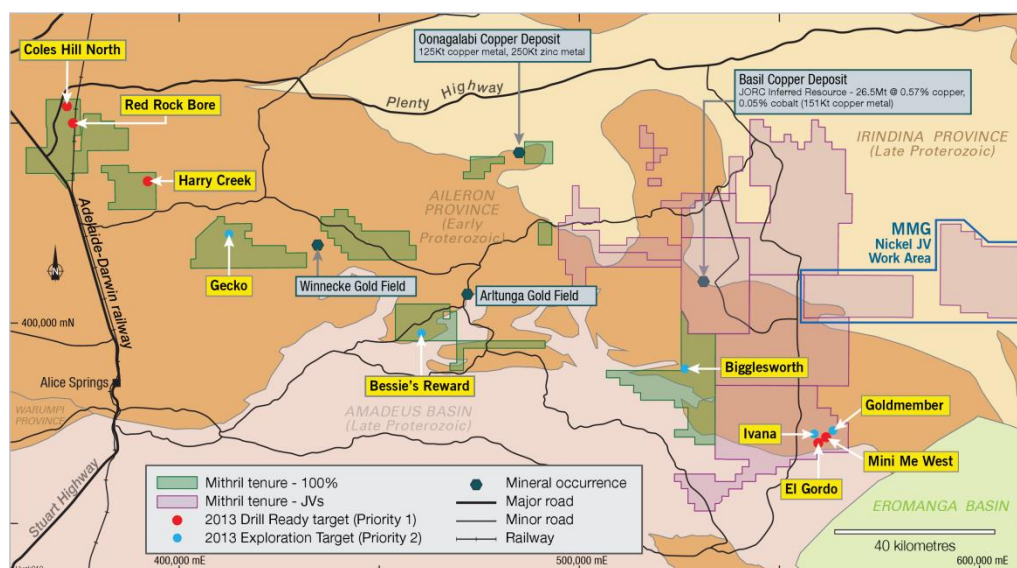 Coles Hill North
Red Rock Bore
Harry Creek
Oonagalabi Copper Deposit
125Kt copper metal, 250Kt zinc metal
Plenty Highway
Basil Copper Deposit
JORC Inferred Resource - 26.5Mt @ 0.57% copper,
0.05% cobalt (151Kt copper metal)
IRINDINA PROVINCE
(Late Proterozoic)
AILERON
PROVINCE
(Early
Proterozoic)
Adelaide-Darwin railway
N
Gecko
Winnecke Gold Field
Arltunga Gold Field
MMG
Nickel JV
Work Area
400,000 mN
Alice Springs
WARUMPI
PROVINCE
Stuart Highway
Bessie's Reward
AMADEUS BASIN
(Late Proterozoic)
Bigglesworth
Goldmember
Ivana
Mini Me West
El Gordo
EROMANGA BASIN
Mithril tenure - 100%
Mithril tenure - JVs
2013 Drill Ready target (Priority 1)
2013 Exploration Target (Priority 2)
Mineral occurrence
Major road
Minor road
Railway
40 kilometres
400,000 mE
500,000 mE
600,000 mE